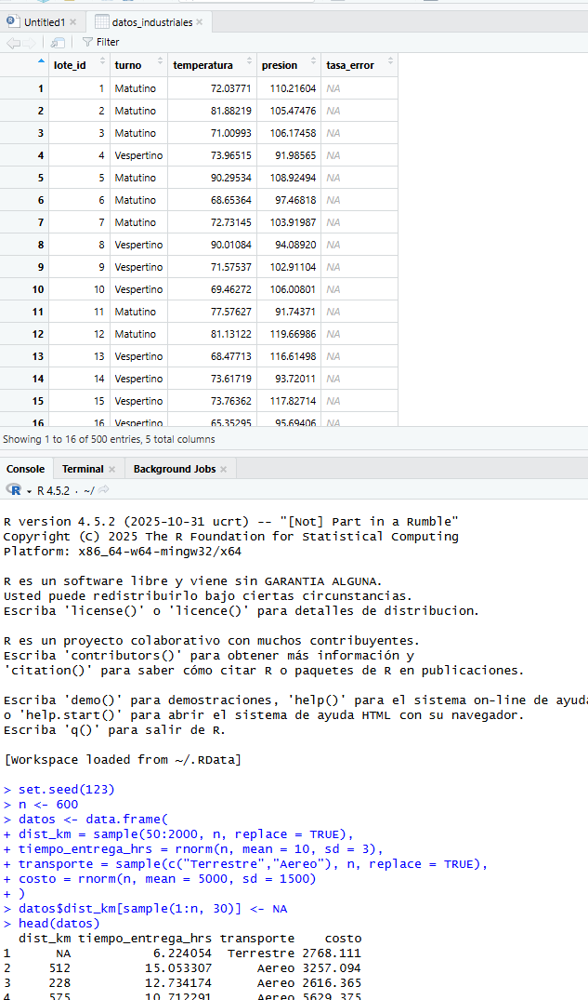 Untitled1
datos_industriales
Filter
lote_id turno temperatura presion tasa_error
1 1 Matutino 72.03771 110.21604 NA
2 2 Matutino 81.88219 105.47476 NA
3 3 Matutino 71.00993 106.17458 NA
4 4 Vespertino 73.96515 91.98565 NA
5 5 Matutino 90.29534 108.92494 NA
6 6 Matutino 68.65364 97.46818 NA
7 7 Matutino 72.73145 103.91987 NA
8 8 Vespertino 90.01084 94.08920 NA
9 9 Vespertino 71.57537 102.91104 NA
10 10 Vespertino 69.46272 106.00801 NA
11 11 Matutino 77.57627 91.74371 NA
12 12 Matutino 81.13122 119.66986 NA
13 13 Vespertino 68.47713 116.61498 NA
14 14 Vespertino 73.61719 93.72011 NA
15 15 Vespertino 73.76362 117.82714 NA
16 16 Vespertino 65.35295 95.69406 NA
Showing 1 to 16 of 500 entries, 5 total columns
Console Terminal Background Jobs
R 4.5.2 · ~/
R version 4.5.2 (2025-10-31 ucrt) -- "[Not] Part in a Rumble"
Copyright (C) 2025 The R Foundation for Statistical Computing
Platform: x86_64-w64-mingw32/x64
R es un software libre y viene sin GARANTIA ALGUNA.
Usted puede redistribuirlo bajo ciertas circunstancias.
Escriba 'license()' o 'licence()' para detalles de distribucion.
R es un proyecto colaborativo con muchos contribuyentes.
Escriba 'contributors()' para obtener más información y
'citation()' para saber cómo citar R o paquetes de R en publicaciones.
Escriba 'demo()' para demostraciones, 'help()' para el sistema on-line de ayuda
o 'help.start()' para abrir el sistema de ayuda HTML con su navegador.
Escriba 'q()' para salir de R.
[Workspace loaded from ~/.RData]
> set.seed(123)
> n <- 600
> datos <- data.frame(
+ dist_km = sample(50:2000, n, replace = TRUE),
+ tiempo_entrega_hrs = rnorm(n, mean = 10, sd = 3),
+ transporte = sample(c("Terrestre","Aereo"), n, replace = TRUE),
+ costo = rnorm(n, mean = 5000, sd = 1500)
+ )
> datos$dist_km[sample(1:n, 30)] <- NA
> head(datos)
dist_km tiempo_entrega_hrs transporte costo
1 NA 6.224054 Terrestre 2768.111
2 512 15.053307 Aereo 3257.094
3 228 12.734174 Aereo 2616.365
4 575 10.712291 Aereo 5629.375